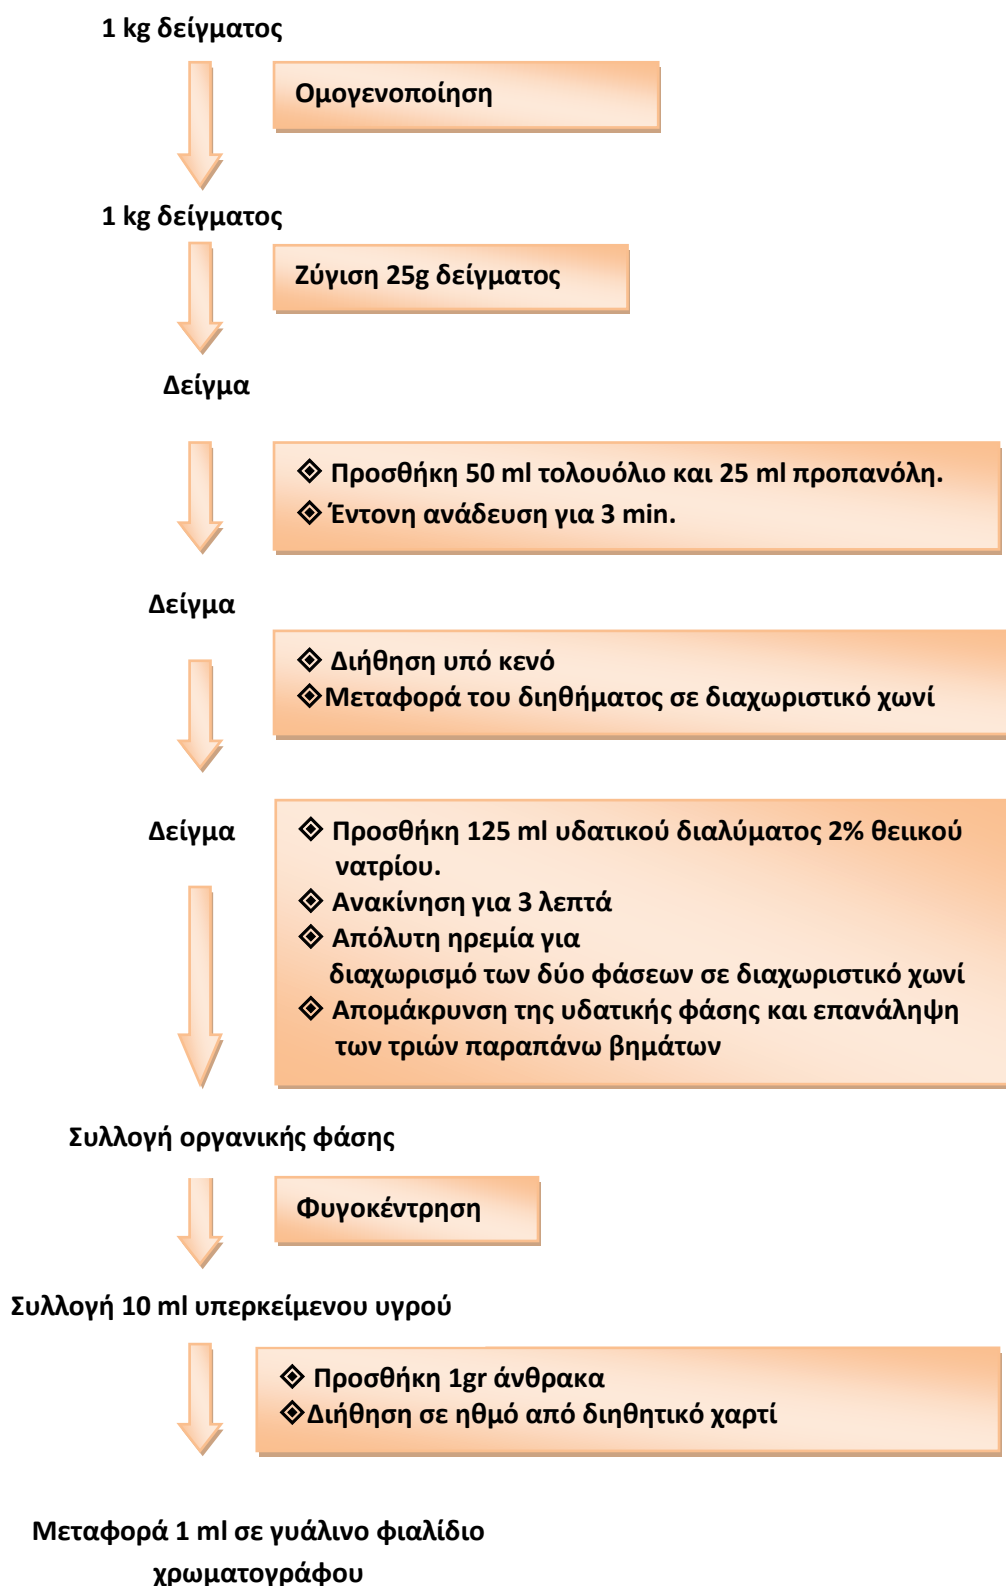 1 kg δείγματος
Ομογενοποίηση
1 kg δείγματος
Ζύγιση 25g δείγματος
Δείγμα
Προσθήκη 50 ml τολουόλιο και 25 ml προπανόλη.
Έντονη ανάδευση για 3 min.
Δείγμα
Διήθηση υπό κενό
Μεταφορά του διηθήματος σε διαχωριστικό χωνί
Δείγμα
Προσθήκη 125 ml υδατικού διαλύματος 2% θειικού
νατρίου.
Ανακίνηση για 3 λεπτά
Απόλυτη ηρεμία για
διαχωρισμό των δύο φάσεων σε διαχωριστικό χωνί
Απομάκρυνση της υδατικής φάσης και επανάληψη
των τριών παραπάνω βημάτων
Συλλογή οργανικής φάσης
Φυγοκέντρηση
Συλλογή 10 ml υπερκείμενου υγρού
Προσθήκη 1gr άνθρακα
Διήθηση σε ηθμό από διηθητικό χαρτί
Μεταφορά 1 ml σε γυάλινο φιαλίδιο
χρωματογράφου